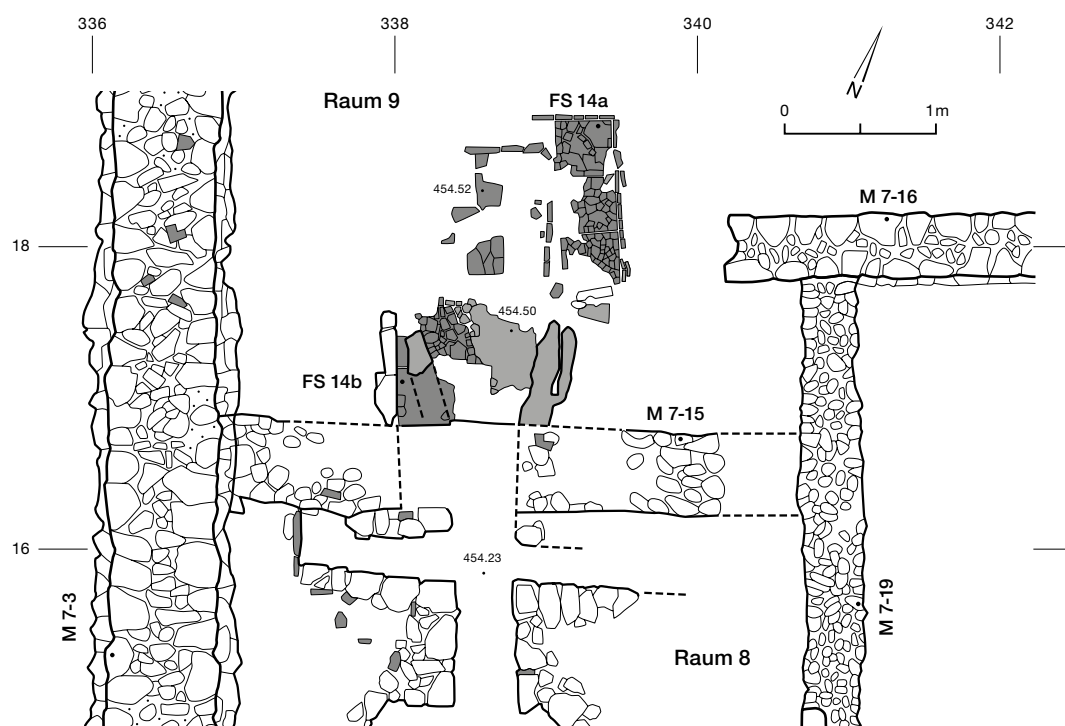 336
338
340
342
Raum 9
FS 14a
N
0
1m
454.52
M 7-16
18
454.50
FS 14b
M 7-15
16
454.23
M 7-3
M 7-19
Raum 8